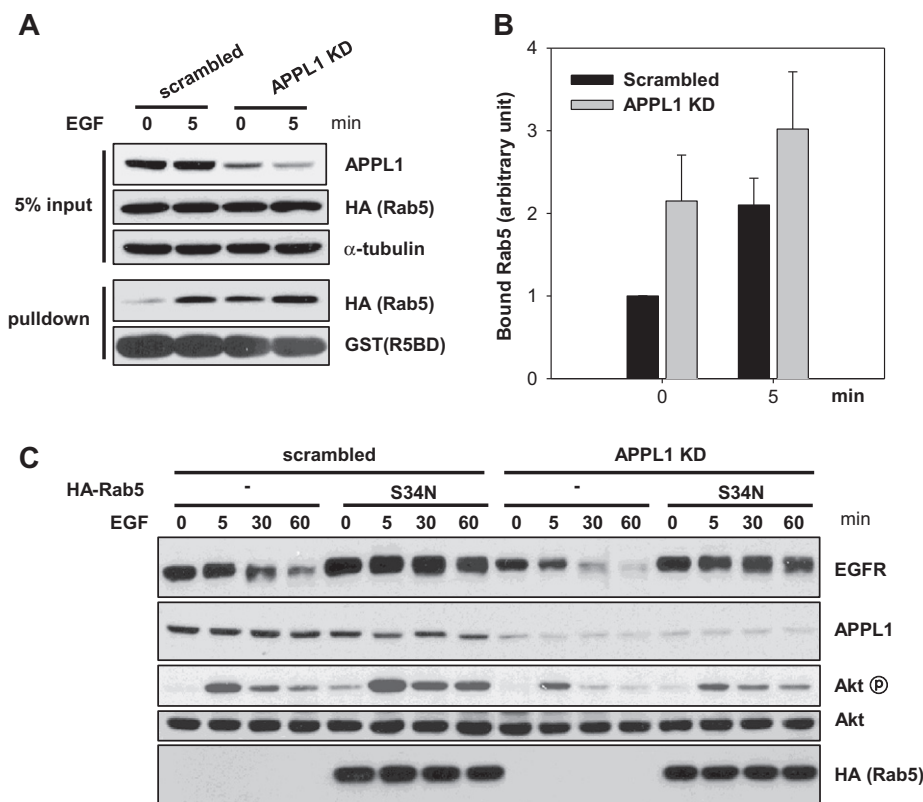 A
scrambled
APPL1 KD
EGF 0 5 0 5 min
5% input
APPL1
HA (Rab5)
α-tubulin
pulldown
HA (Rab5)
GST(R5BD)
B
Bound Rab5 (arbitrary unit)
4
3
2
1
0
Scrambled
APPL1 KD
0 5 min
C
scrambled APPL1 KD
HA-Rab5 - S34N - S34N
EGF 0 5 30 60 0 5 30 60 0 5 30 60 0 5 30 60 min
EGFR
APPL1
Akt Ⓟ
Akt
HA (Rab5)